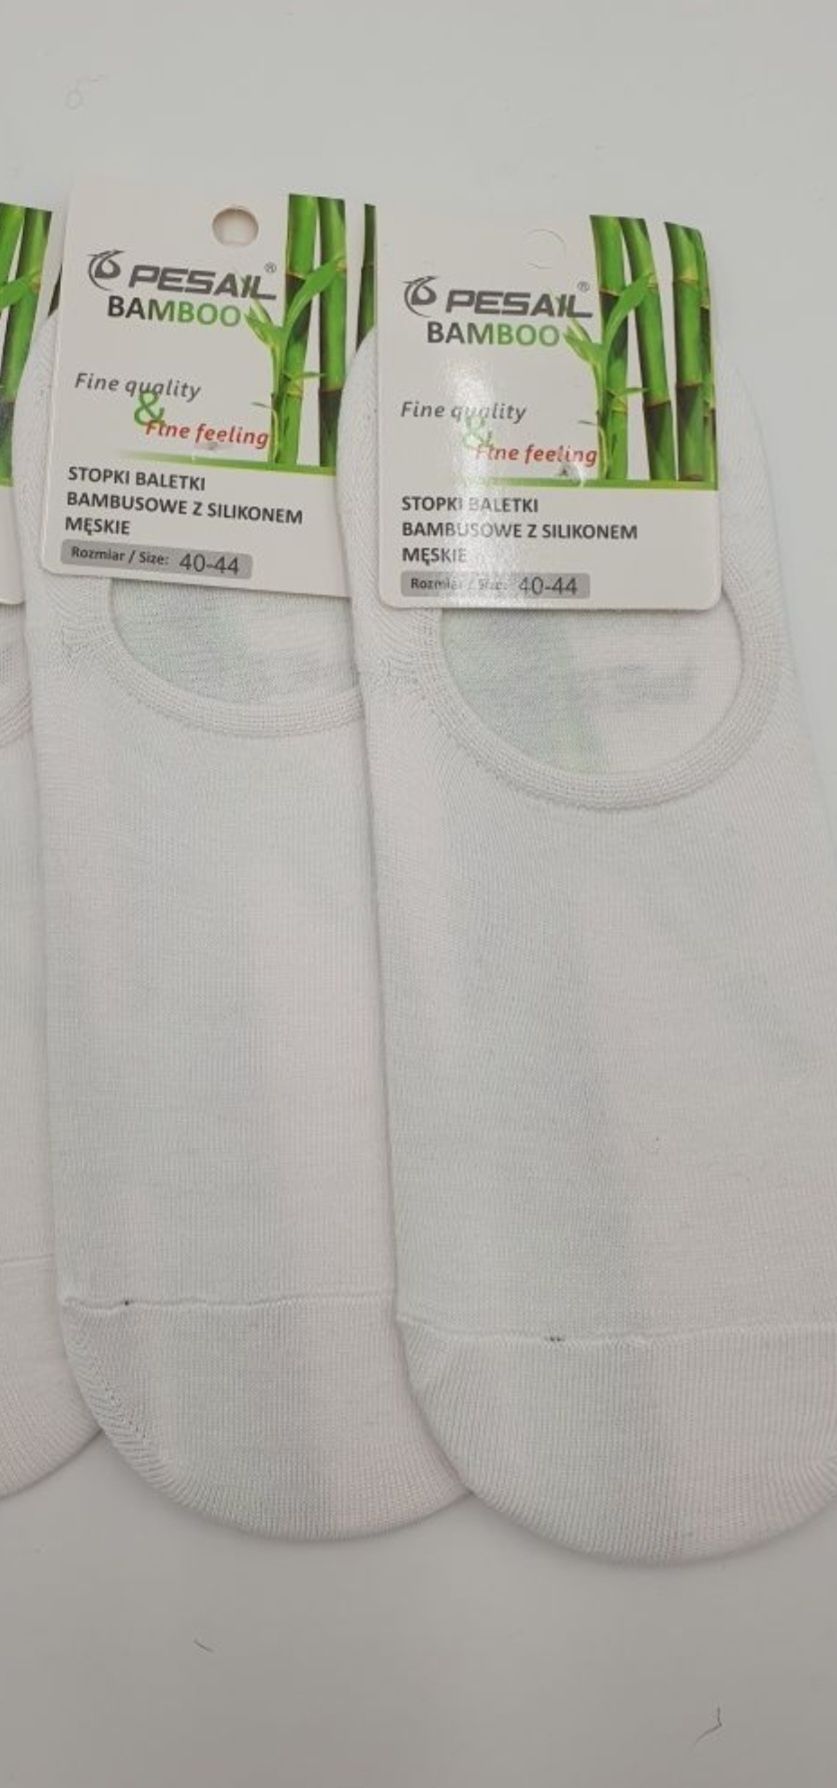 PESAIL®
BAMBOO
Fine quality
&
Fine feeling
STOPKI BALETKI
BAMBUSOWE Z SILIKONEM
MĘSKIE
Rozmiar / Size: 40-44
PESAIL®
BAMBOO
Fine quality
&
Fine feeling
STOPKI BALETKI
BAMBUSOWE Z SILIKONEM
MĘSKIE
Rozmiar / Size: 40-44